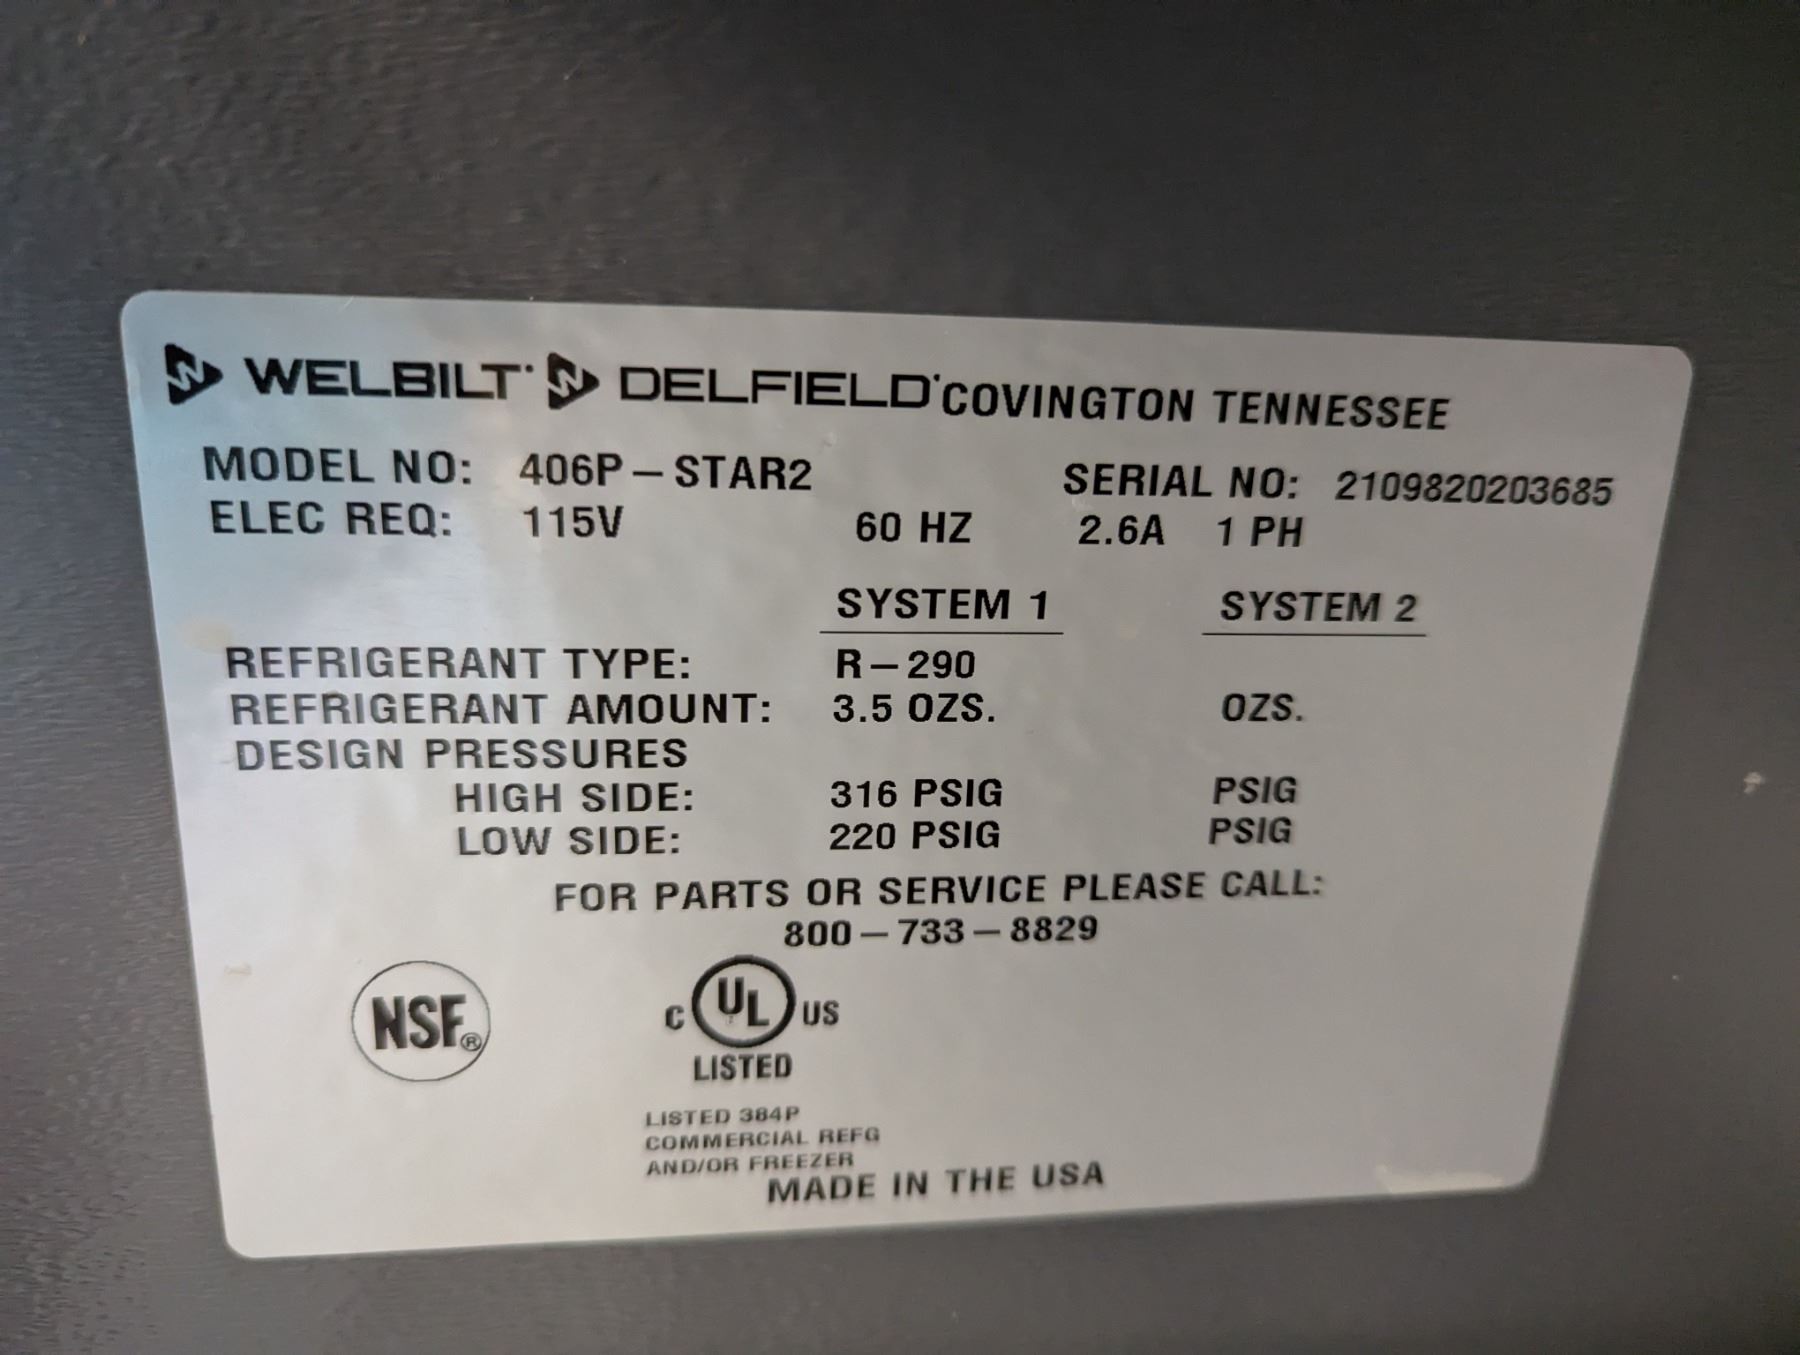 WELBILT DELFIELD COVINGTON TENNESSEE
MODEL NO: 406P-STAR2 SERIAL NO: 2109820203685
ELEC REQ: 115V 60 HZ 2.6A 1 PH
SYSTEM 1 SYSTEM 2
REFRIGERANT TYPE: R-290
REFRIGERANT AMOUNT: 3.5 OZS. OZS.
DESIGN PRESSURES
HIGH SIDE: 316 PSIG PSIG
LOW SIDE: 220 PSIG PSIG
FOR PARTS OR SERVICE PLEASE CALL:
800-733-8829
NSF®
C UL US
LISTED
LISTED 384P
COMMERCIAL REFG
AND/OR FREEZER
MADE IN THE USA